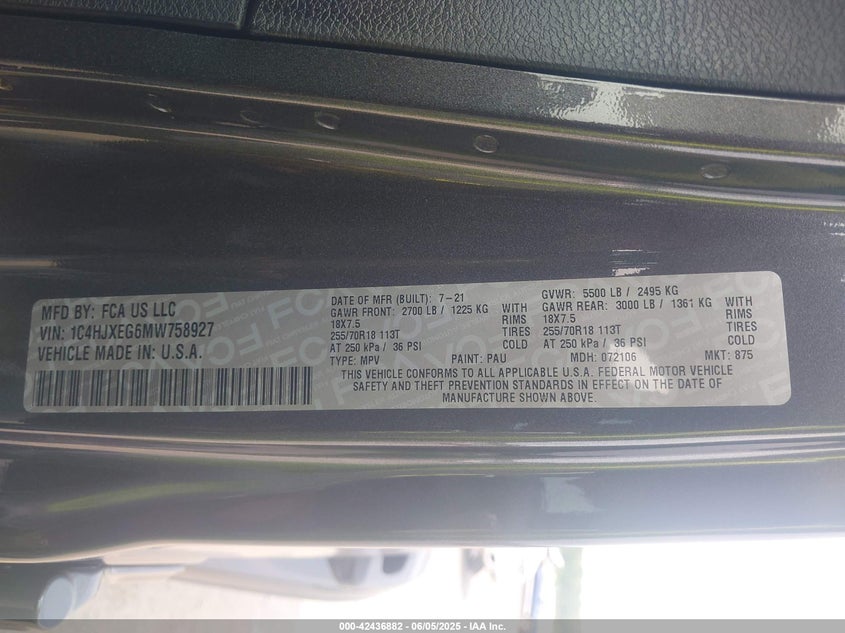 MFD BY: FCA US LLC
VIN: 1C4HJXEG6MW758927
VEHICLE MADE IN: U.S.A.
DATE OF MFR (BUILT): 7-21
GVWR: 5500 LB / 2495 KG
GAWR FRONT: 2700 LB / 1225 KG WITH
GAWR REAR: 3000 LB / 1361 KG WITH
18X7.5 RIMS
18X7.5 RIMS
255/70R18 113T TIRES
255/70R18 113T TIRES
AT 250 kPa / 36 PSI COLD
AT 250 kPa / 36 PSI COLD
TYPE: MPV PAINT: PAU MDH: 072106 MKT: 875
THIS VEHICLE CONFORMS TO ALL APPLICABLE U.S.A. FEDERAL MOTOR VEHICLE
SAFETY AND THEFT PREVENTION STANDARDS IN EFFECT ON THE DATE OF
MANUFACTURE SHOWN ABOVE.
000-42436882 - 06/05/2025 - IAA Inc.